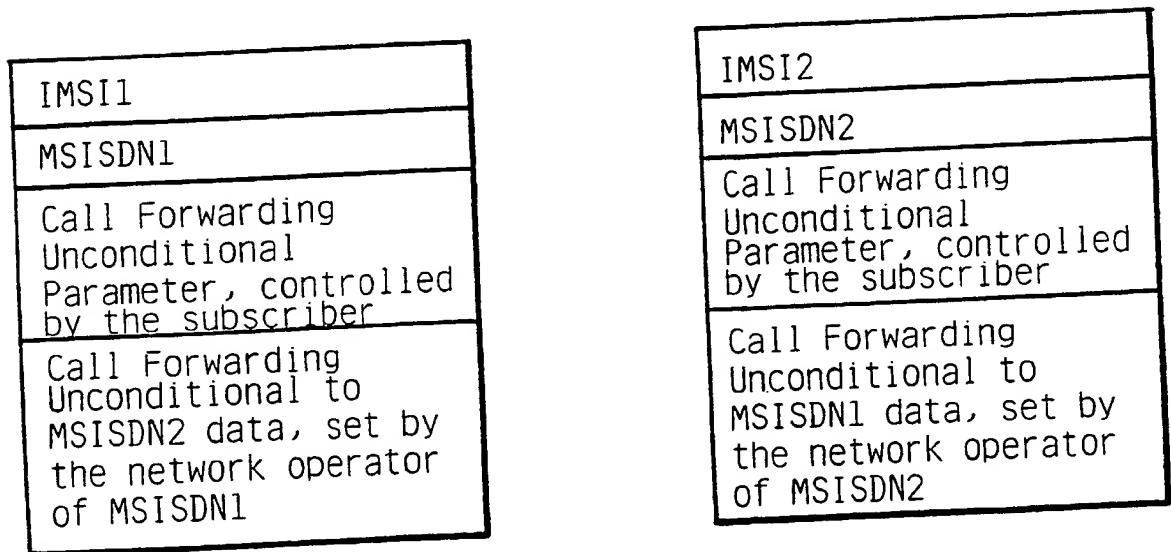 IMSI1
MSISDN1
Call Forwarding
Unconditional
Parameter, controlled
by the subscriber
Call Forwarding
Unconditional to
MSISDN2 data, set by
the network operator
of MSISDN1
IMSI2
MSISDN2
Call Forwarding
Unconditional
Parameter, controlled
by the subscriber
Call Forwarding
Unconditional to
MSISDN1 data, set by
the network operator
of MSISDN2